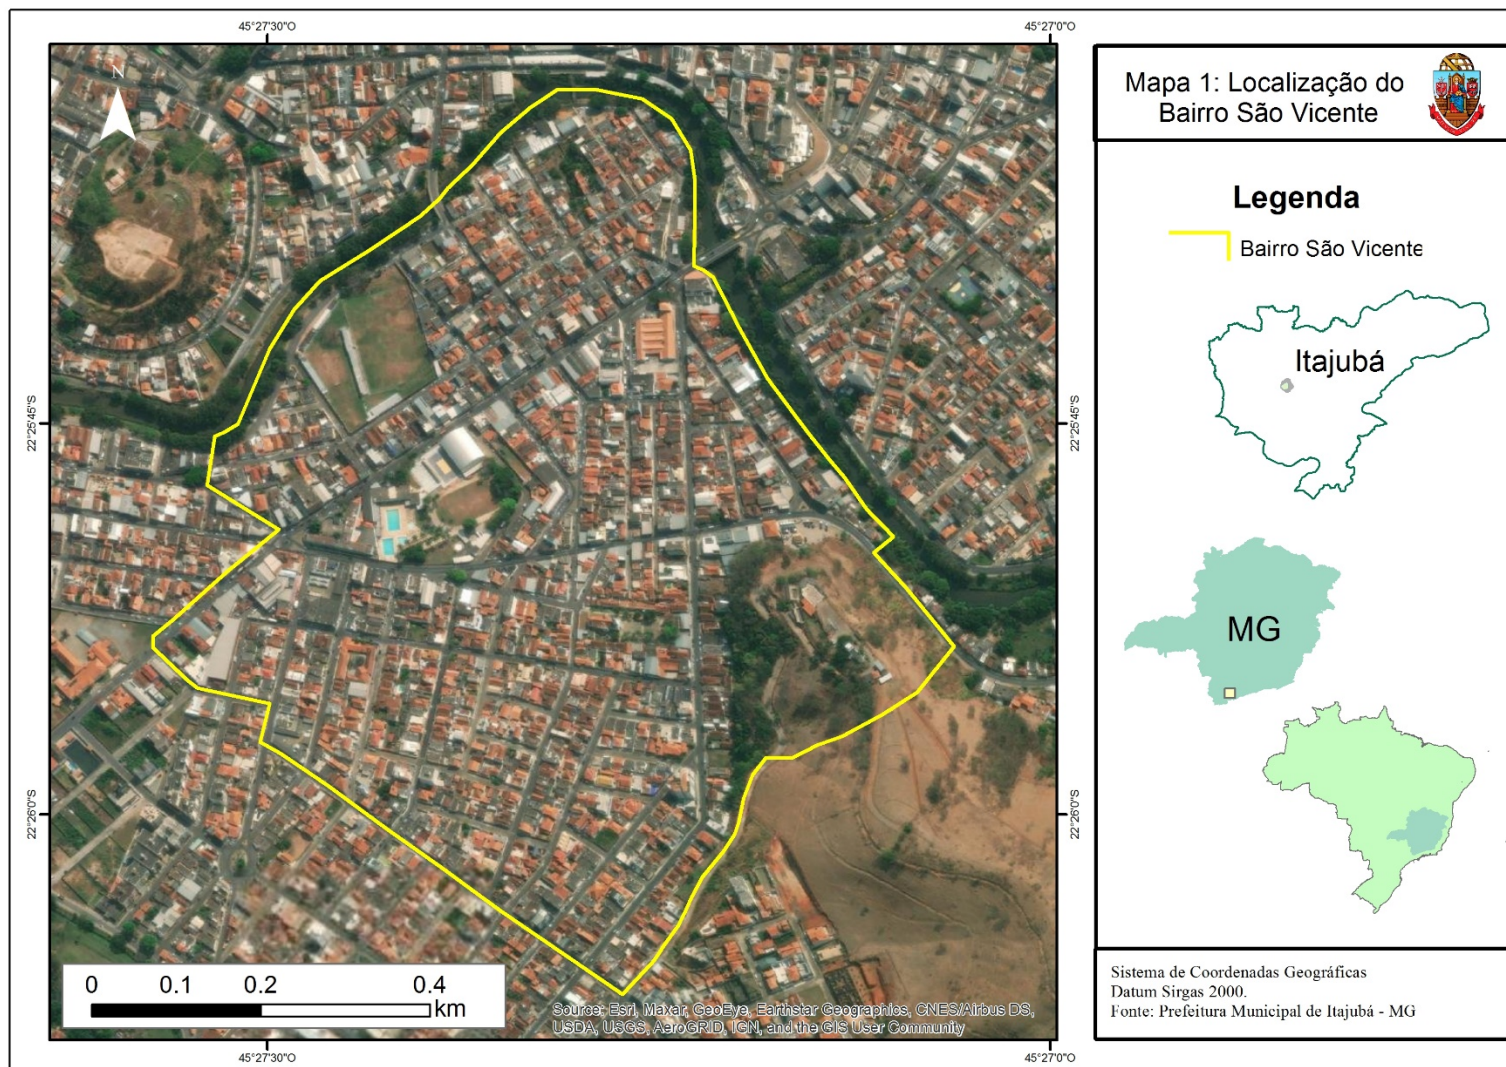 45°27'30"O
45°27'0"O
N
22°25'45"S
22°25'45"S
22°26'0"S
22°26'0"S
0 0.1 0.2 0.4
km
Source: Esri, Maxar, GeoEye, Earthstar Geographics, CNES/Airbus DS,
USDA, USGS, AeroGRID, IGN, and the GIS User Community
45°27'30"O
45°27'0"O
Mapa 1: Localização do
Bairro São Vicente
Legenda
Bairro São Vicente
Itajubá
MG
Sistema de Coordenadas Geográficas
Datum Sirgas 2000.
Fonte: Prefeitura Municipal de Itajubá - MG